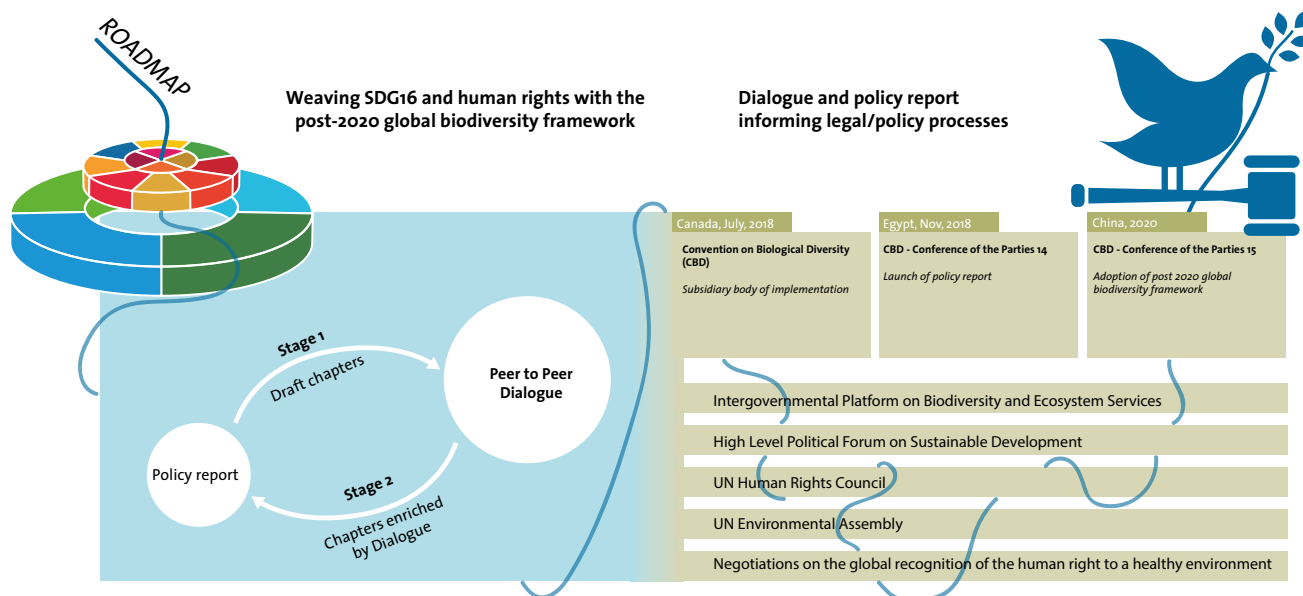 ROADMAP
Weaving SDG16 and human rights with the
post-2020 global biodiversity framework
Dialogue and policy report
informing legal/policy processes
Stage 1
Draft chapters
Peer to Peer
Dialogue
Policy report
Stage 2
Chapters enriched
by Dialogue
Canada, July, 2018
Convention on Biological Diversity
(CBD)
Subsidiary body of implementation
Egypt, Nov, 2018
CBD - Conference of the Parties 14
Launch of policy report
China, 2020
CBD - Conference of the Parties 15
Adoption of post 2020 global
biodiversity framework
Intergovernmental Platform on Biodiversity and Ecosystem Services
High Level Political Forum on Sustainable Development
UN Human Rights Council
UN Environmental Assembly
Negotiations on the global recognition of the human right to a healthy environment